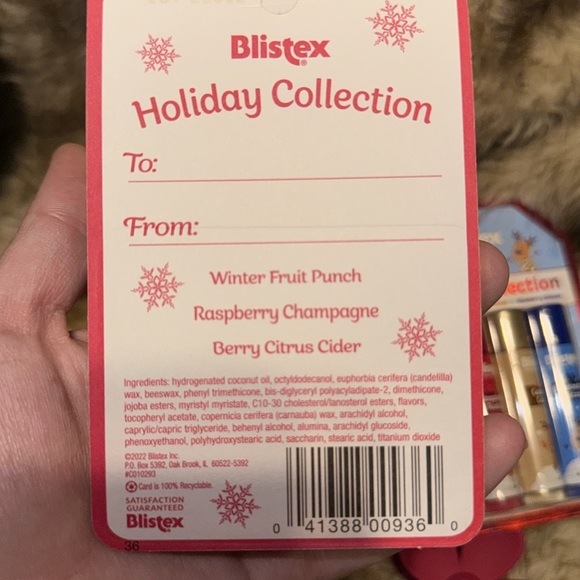 Blistex
Holiday Collection
To:
From:
Winter Fruit Punch
Raspberry Champagne
Berry Citrus Cider
Ingredients: hydrogenated coconut oil, octyldodecanol, euphorbia cerifera (candelilla)
wax, beeswax, phenyl trimethicone, bis-diglyceryl polyacyladipate-2, dimethicone,
jojoba esters, myristyl myristate, C10-30 cholesterol/lanosterol esters, flavors,
tocopheryl acetate, copernicia cerifera (carnauba) wax, arachidyl alcohol,
caprylic/capric triglyceride, behenyl alcohol, alumina, arachidyl glucoside,
phenoxyethanol, polyhydroxystearic acid, saccharin, stearic acid, titanium dioxide
©2022 Blistex Inc.
P.O. Box 5392, Oak Brook, IL 60522-5392
#C010293
Card is 100% Recyclable.
SATISFACTION
GUARANTEED
Blistex
0 41388 00936 0
36
lection